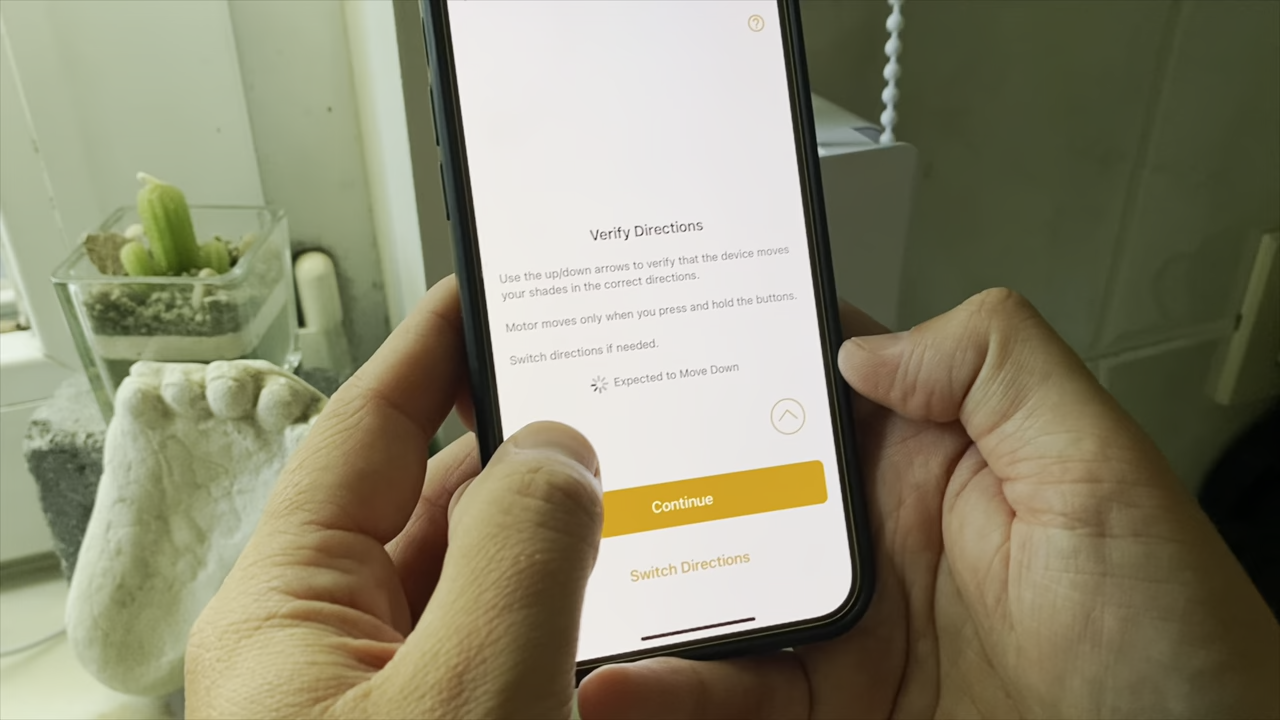 ?
Verify Directions
Use the up/down arrows to verify that the device moves
your shades in the correct directions.
Motor moves only when you press and hold the buttons.
Switch directions if needed.
Expected to Move Down
Continue
Switch Directions